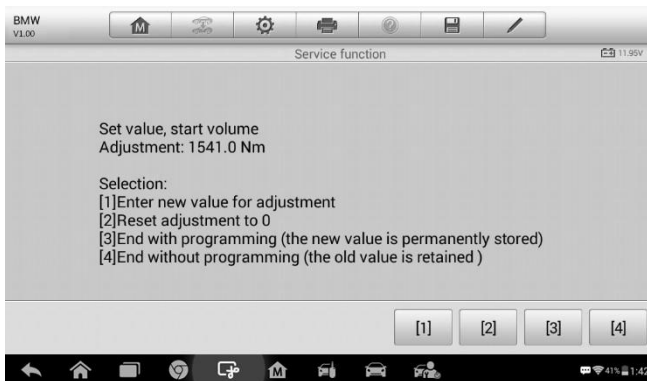 BMW
V1.00
Service function
11.95V
Set value, start volume
Adjustment: 1541.0 Nm
Selection:
[1]Enter new value for adjustment
[2]Reset adjustment to 0
[3]End with programming (the new value is permanently stored)
[4]End without programming (the old value is retained )
[1] [2] [3] [4]
41% 1:42